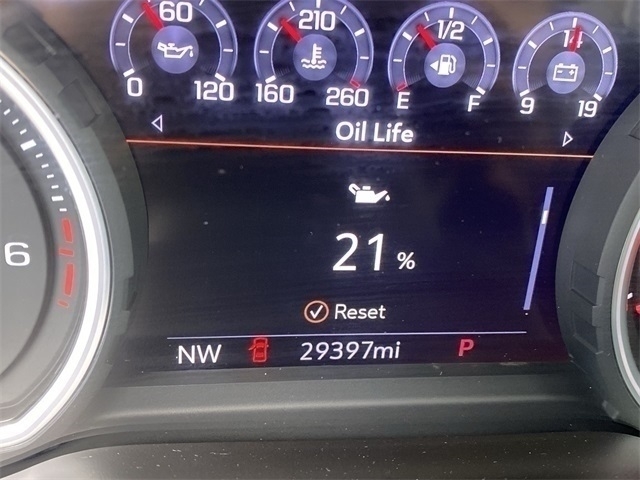 60 210 1/2 14
0 120 160 260 E F 9 19
Oil Life
21 %
Reset
6
NW 29397mi P